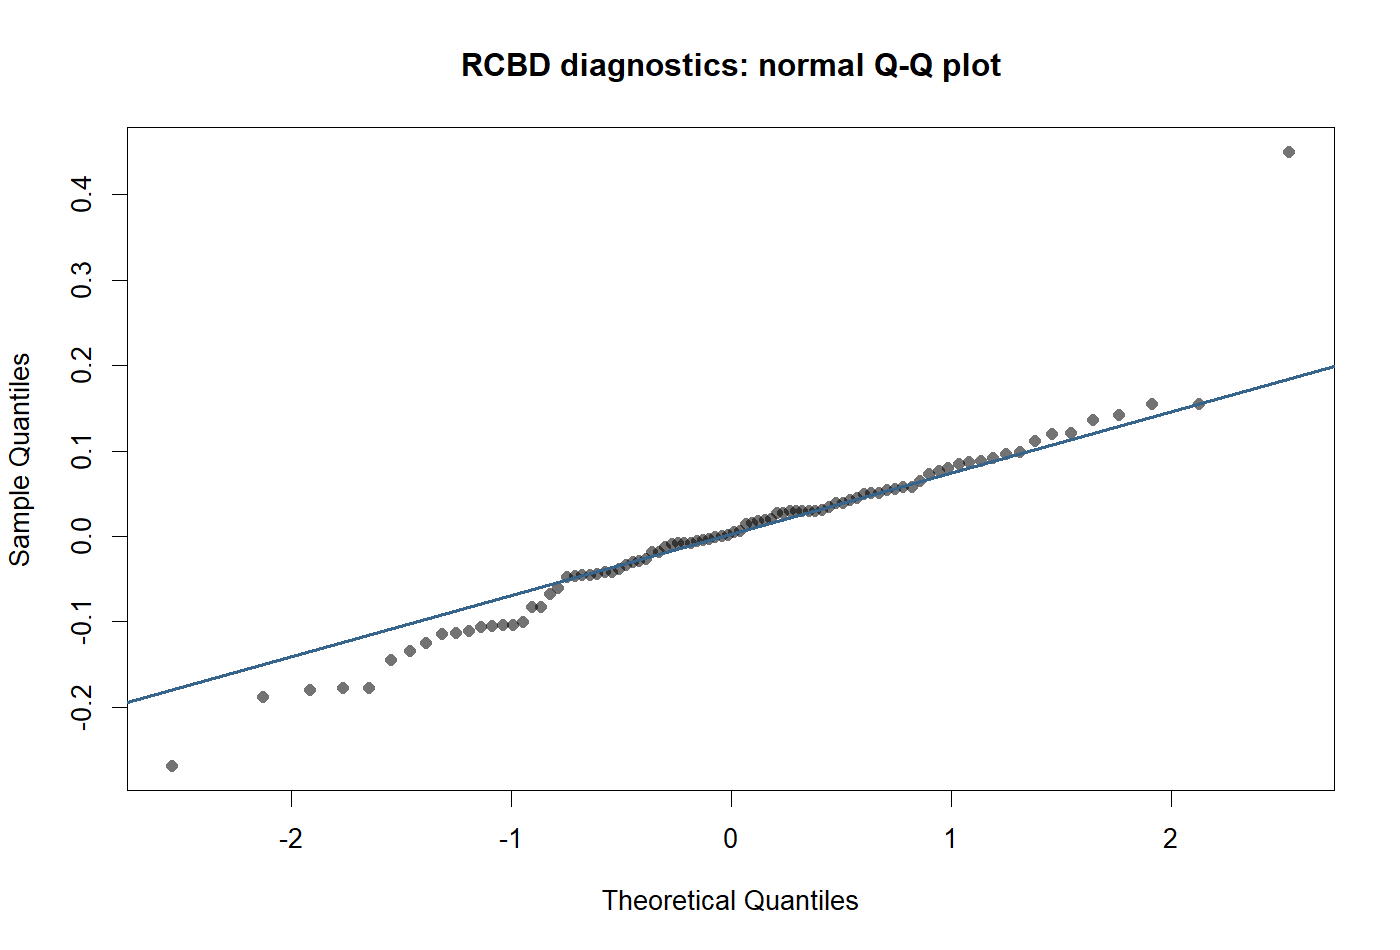 RCBD diagnostics: normal Q-Q plot
0.4
0.3
0.2
0.1
0.0
-0.1
-0.2
Sample Quantiles
-2 -1 0 1 2
Theoretical Quantiles